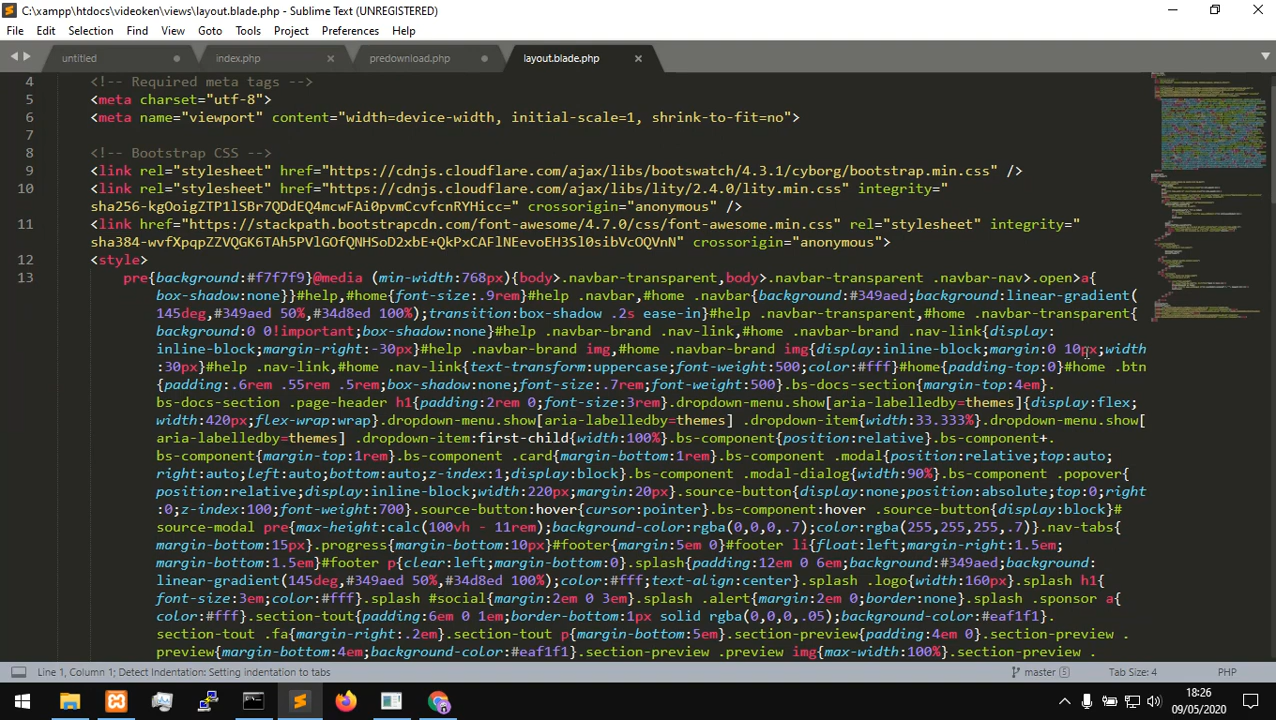 C:\xampp\htdocs\videoken\views\layout.blade.php - Sublime Text (UNREGISTERED)
File Edit Selection Find View Goto Tools Project Preferences Help
untitled index.php predownload.php layout.blade.php
4 <!-- Required meta tags -->
5 <meta charset="utf-8">
6 <meta name="viewport" content="width=device-width, initial-scale=1, shrink-to-fit=no">
7
8 <!-- Bootstrap CSS -->
9 <link rel="stylesheet" href="https://cdnjs.cloudflare.com/ajax/libs/bootswatch/4.3.1/cyborg/bootstrap.min.css" />
10 <link rel="stylesheet" href="https://cdnjs.cloudflare.com/ajax/libs/lity/2.4.0/lity.min.css" integrity="
crossorigin="anonymous" />
11 <link href="https://stackpath.bootstrapcdn.com/font-awesome/4.7.0/css/font-awesome.min.css" rel="stylesheet" integrity="
sha384-wvfXpqpZZVQGK6TAh5PVlGOfQNHSoD2xbE+QkPxCAFlNEevoEH3Sl0sibVcOQVnN" crossorigin="anonymous">
12 <style>
13 pre{background:#f7f7f9}@media (min-width:768px){body>.navbar-transparent,body>.navbar-transparent .navbar-nav>.open>a{
box-shadow:none}}#help,#home{font-size:.9rem}#help .navbar,#home .navbar{background:#349aed;background:linear-gradient(
145deg,#349aed 50%,#34d8ed 100%);transition:box-shadow .2s ease-in}#help .navbar-transparent,#home .navbar-transparent{
background:0 0!important;box-shadow:none}#help .navbar-brand .nav-link,#home .navbar-brand .nav-link{display:
inline-block;margin-right:-30px}#help .navbar-brand img,#home .navbar-brand img{display:inline-block;margin:0 10px;width
:30px}#help .nav-link,#home .nav-link{text-transform:uppercase;font-weight:500;color:#fff}#home{padding-top:0}#home .btn
{padding:.6rem .55rem .5rem;box-shadow:none;font-size:.7rem;font-weight:500}.bs-docs-section{margin-top:4em}.
bs-docs-section .page-header h1{padding:2rem 0;font-size:3rem}.dropdown-menu.show[aria-labelledby=themes]{display:flex;
width:420px;flex-wrap:wrap}.dropdown-menu.show[aria-labelledby=themes] .dropdown-item{width:33.333%}.dropdown-menu.show[
aria-labelledby=themes] .dropdown-item:first-child{width:100%}.bs-component{position:relative}.bs-component+.
bs-component{margin-top:1rem}.bs-component .card{margin-bottom:1rem}.bs-component .modal{position:relative;top:auto;
right:auto;left:auto;bottom:auto;z-index:1;display:block}.bs-component .modal-dialog{width:90%}.bs-component .popover{
position:relative;display:inline-block;width:220px;margin:20px}.source-button{display:none;position:absolute;top:0;right
:0;z-index:100;font-weight:700}.source-button:hover{cursor:pointer}.bs-component:hover .source-button{display:block}#
source-modal pre{max-height:calc(100vh - 11rem);background-color:rgba(0,0,0,.7);color:rgba(255,255,255,.7)}.nav-tabs{
margin-bottom:15px}.progress{margin-bottom:10px}#footer{margin:5em 0}#footer li{float:left;margin-right:1.5em;
margin-bottom:1.5em}#footer p{clear:left;margin-bottom:0}.splash{padding:12em 0 6em;background:#349aed;background:
linear-gradient(145deg,#349aed 50%,#34d8ed 100%);color:#fff;text-align:center}.splash .logo{width:160px}.splash h1{
font-size:3em;color:#fff}.splash #social{margin:2em 0 3em}.splash .alert{margin:2em 0;border:none}.splash .sponsor a{
color:#fff}.section-tout{padding:6em 0 1em;border-bottom:1px solid rgba(0,0,0,.05);background-color:#eaf1f1}.
section-tout .fa{margin-right:.2em}.section-tout p{margin-bottom:5em}.section-preview{padding:4em 0}.section-preview .
preview{margin-bottom:4em;background-color:#eaf1f1}.section-preview .preview img{max-width:100%}.section-preview .
Line 1, Column 1; Detect Indentation: Setting indentation to tabs master 5 Tab Size: 4 PHP
18:26
09/05/2020